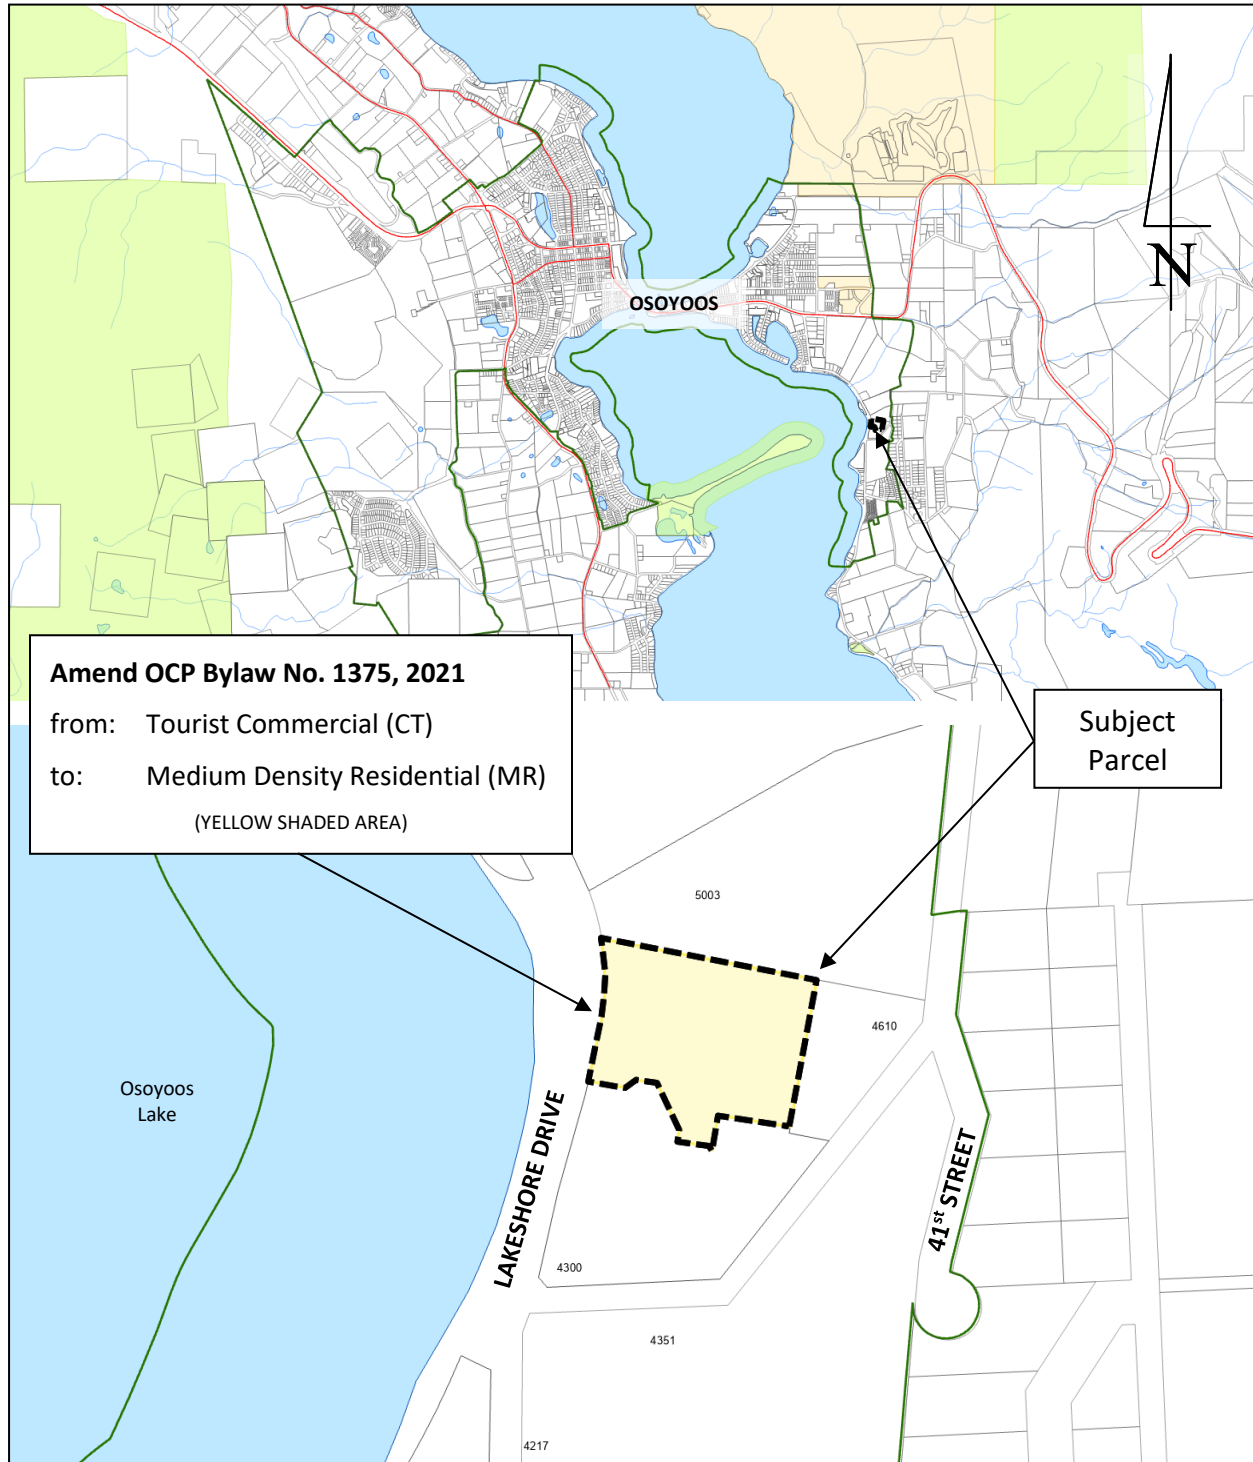 N
OSOYOOS
Amend OCP Bylaw No. 1375, 2021
from: Tourist Commercial (CT)
to: Medium Density Residential (MR)
(YELLOW SHADED AREA)
Subject
Parcel
5003
4610
Osoyoos
Lake
LAKESHORE DRIVE
41st STREET
4300
4351
4217